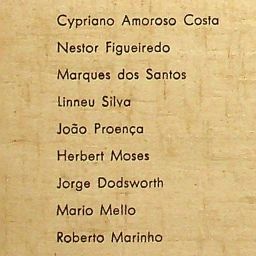 Cypriano Amoroso Costa
Nestor Figueiredo
Marques dos Santos
Linneu Silva
João Proença
Herbert Moses
Jorge Dodsworth
Mario Mello
Roberto Marinho